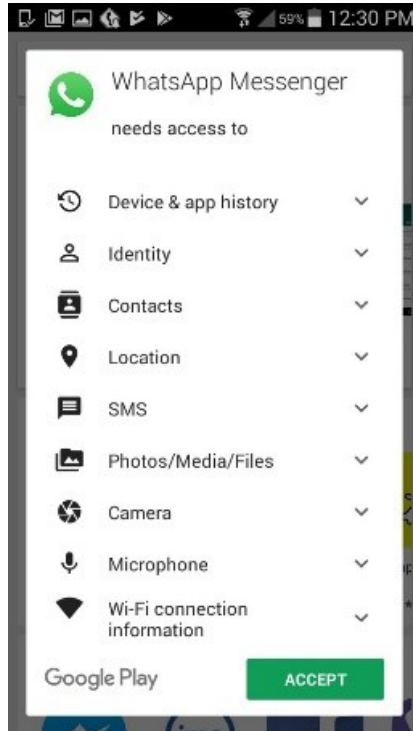 59% 12:30 PM
WhatsApp Messenger
needs access to
Device & app history
Identity
Contacts
Location
SMS
Photos/Media/Files
Camera
Microphone
Wi-Fi connection
information
Google Play
ACCEPT